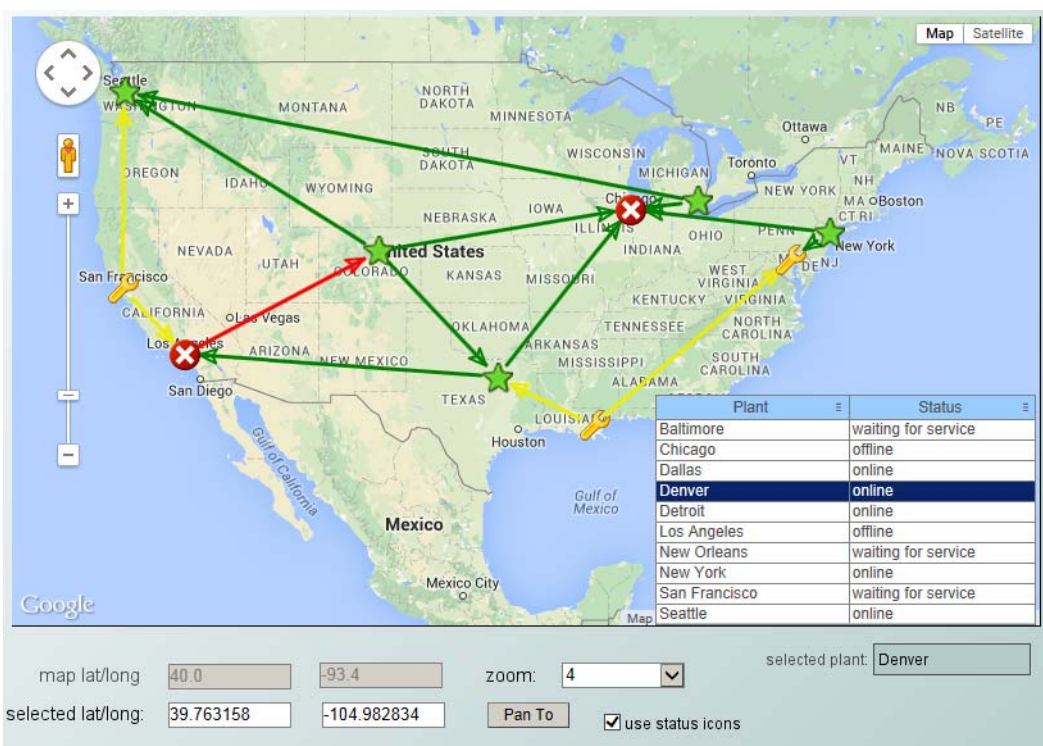 Map Satellite
Seattle
WASHINGTON
MONTANA
NORTH DAKOTA
MINNESOTA
Ottawa
NB
PE
MAINE
NOVA SCOTIA
OREGON
IDAHO
WYOMING
SOUTH DAKOTA
WISCONSIN
MICHIGAN
Toronto
VT
NH
NEW YORK
MA
Boston
CT RI
NEBRASKA
IOWA
Chicago
ILLINOIS
INDIANA
OHIO
PENN
New York
NEVADA
UTAH
COLORADO
United States
KANSAS
MISSOURI
WEST VIRGINIA
DE NJ
San Francisco
KENTUCKY
VIRGINIA
CALIFORNIA
Las Vegas
OKLAHOMA
TENNESSEE
NORTH CAROLINA
Los Angeles
ARIZONA
NEW MEXICO
ARKANSAS
MISSISSIPPI
SOUTH CAROLINA
San Diego
ALABAMA
TEXAS
LOUISIANA
Houston
Gulf of California
Gulf of Mexico
Mexico
Mexico City
Google
Map
Plant Status
Baltimore waiting for service
Chicago offline
Dallas online
Denver online
Detroit online
Los Angeles offline
New Orleans waiting for service
New York online
San Francisco waiting for service
Seattle online
map lat/long 40.0 -93.4 zoom: 4
selected plant: Denver
selected lat/long: 39.763158 -104.982834 Pan To
use status icons